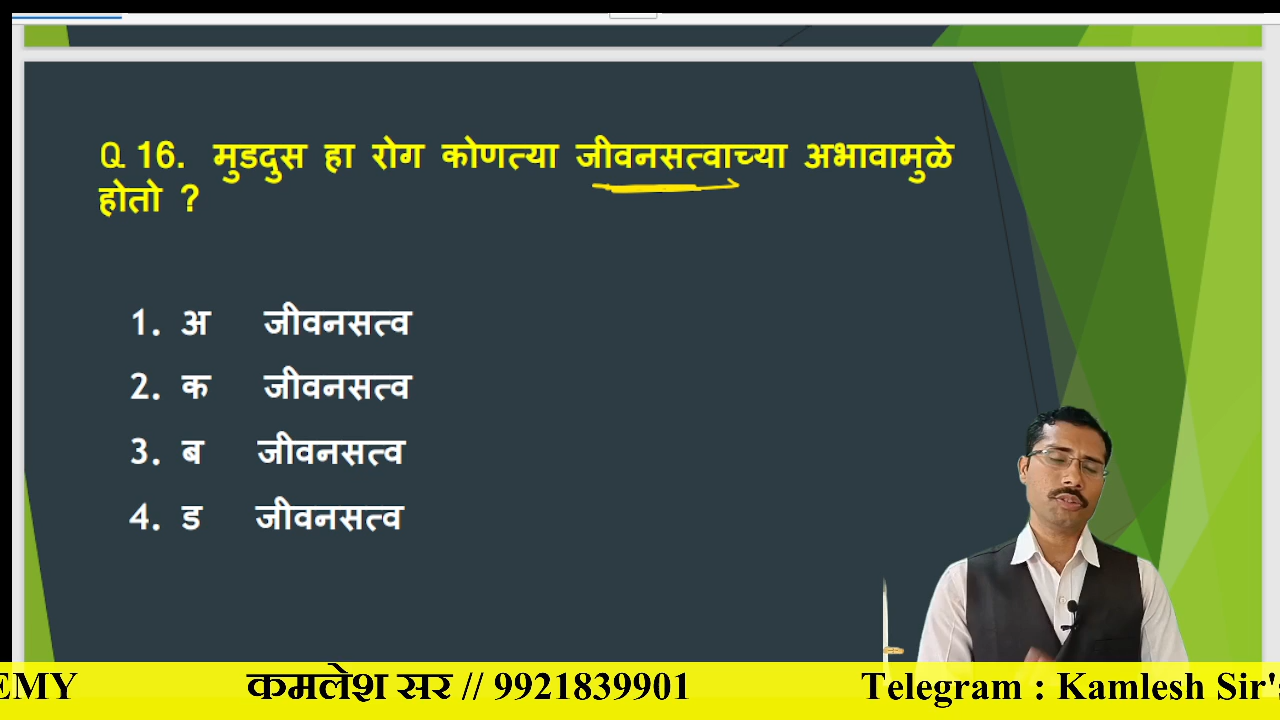 Q 16. मुडदुस हा रोग कोणत्या जीवनसत्वाच्या अभावामुळे
होतो ?
1. अ जीवनसत्व
2. क जीवनसत्व
3. ब जीवनसत्व
4. ड जीवनसत्व
EMY कमलेश सर // 9921839901 Telegram : Kamlesh Sir's